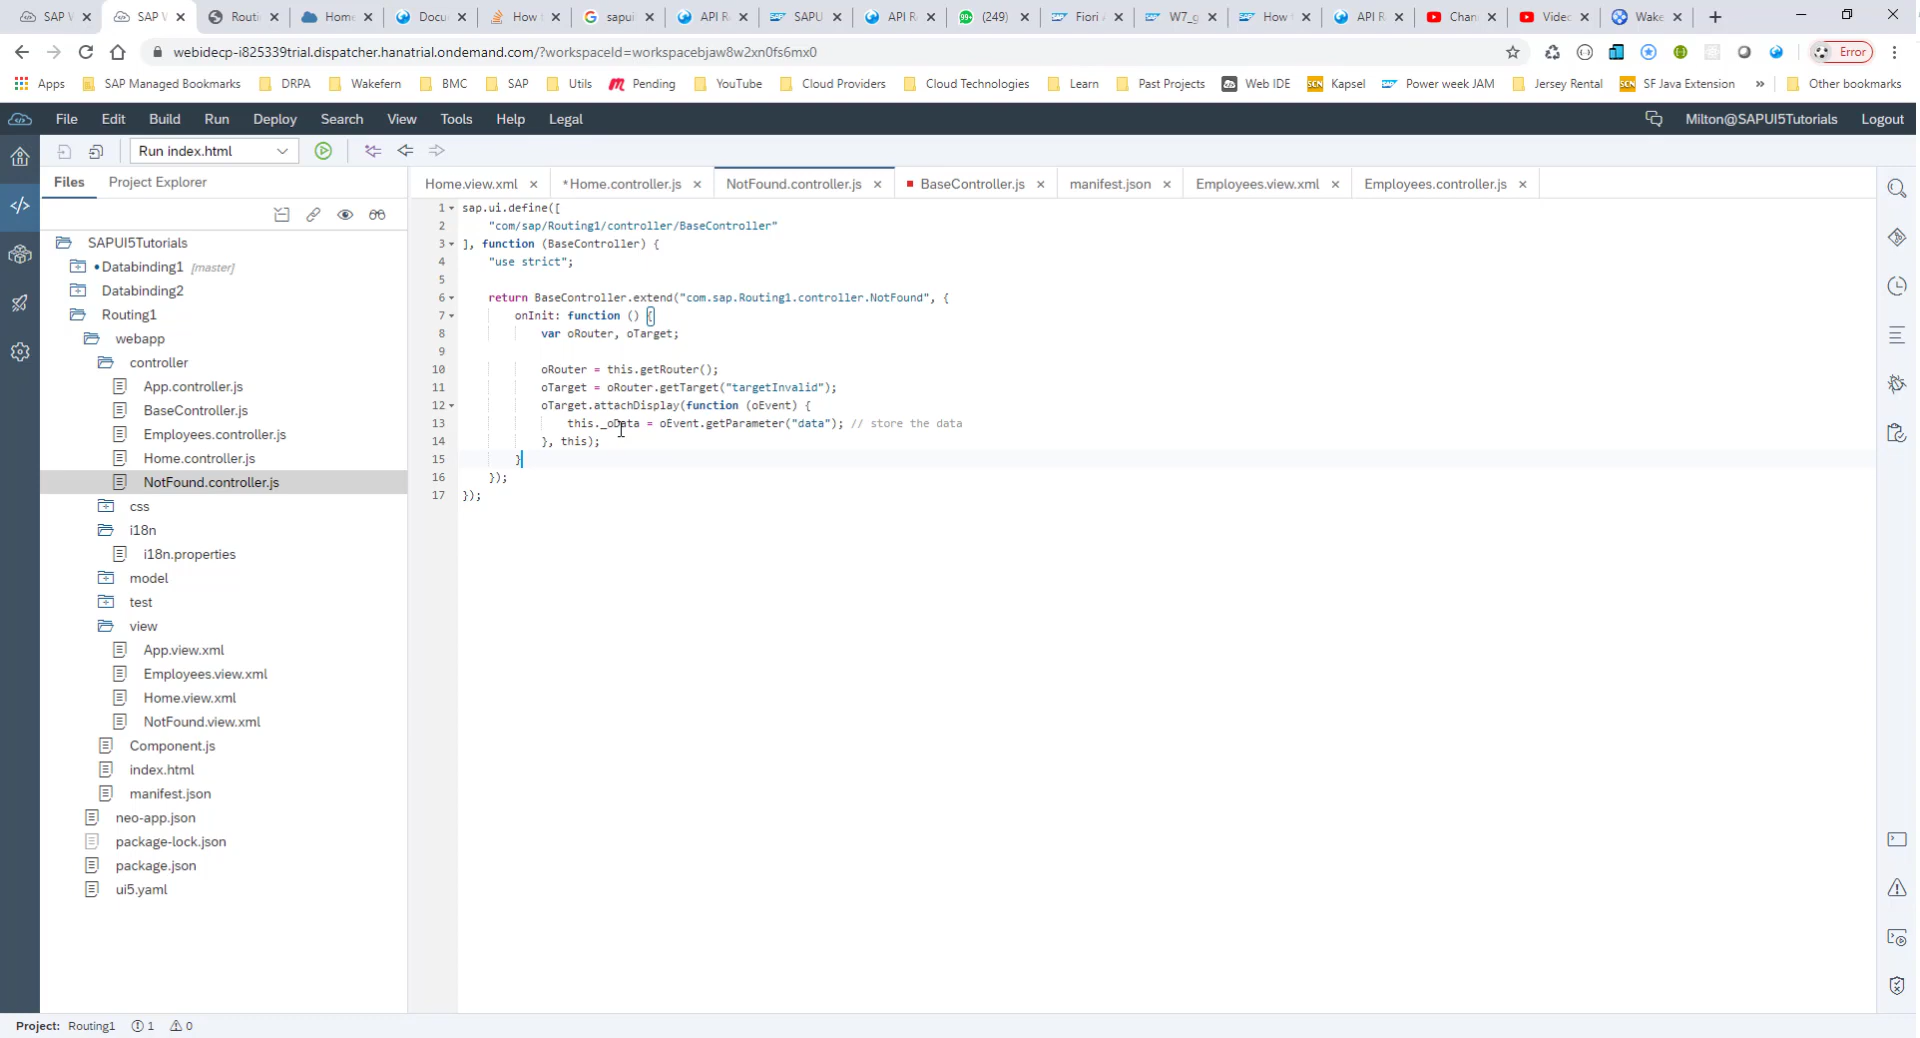 SAP W
SAP W
Routi
Home
Docu
How t
sapui
API R
SAPU
API R
(249)
Fiori
W7_g
How t
API R
Chan
Videc
Wake
webidecp-i825339trial.dispatcher.hanatrial.ondemand.com/?workspaceId=workspacebjaw8w2xn0fs6mx0
Error
Apps SAP Managed Bookmarks DRPA Wakefern BMC SAP Utils Pending YouTube Cloud Providers Cloud Technologies Learn Past Projects Web IDE Kapsel Power week JAM Jersey Rental SF Java Extension » Other bookmarks
File Edit Build Run Deploy Search View Tools Help Legal Milton@SAPUI5Tutorials Logout
Run index.html
Files Project Explorer
Home.view.xml *Home.controller.js NotFound.controller.js BaseController.js manifest.json Employees.view.xml Employees.controller.js
SAPUI5Tutorials
Databinding1 [master]
Databinding2
Routing1
webapp
controller
App.controller.js
BaseController.js
Employees.controller.js
Home.controller.js
NotFound.controller.js
css
i18n
i18n.properties
model
test
view
App.view.xml
Employees.view.xml
Home.view.xml
NotFound.view.xml
Component.js
index.html
manifest.json
neo-app.json
package-lock.json
package.json
ui5.yaml
1 sap.ui.define([
2 "com/sap/Routing1/controller/BaseController"
3 ], function (BaseController) {
4 "use strict";
5
6 return BaseController.extend("com.sap.Routing1.controller.NotFound", {
7 onInit: function () {
8 var oRouter, oTarget;
9
10 oRouter = this.getRouter();
11 oTarget = oRouter.getTarget("targetInvalid");
12 oTarget.attachDisplay(function (oEvent) {
13 this._oData = oEvent.getParameter("data"); // store the data
14 }, this);
15 }
16 });
17 });
Project: Routing1 1 0